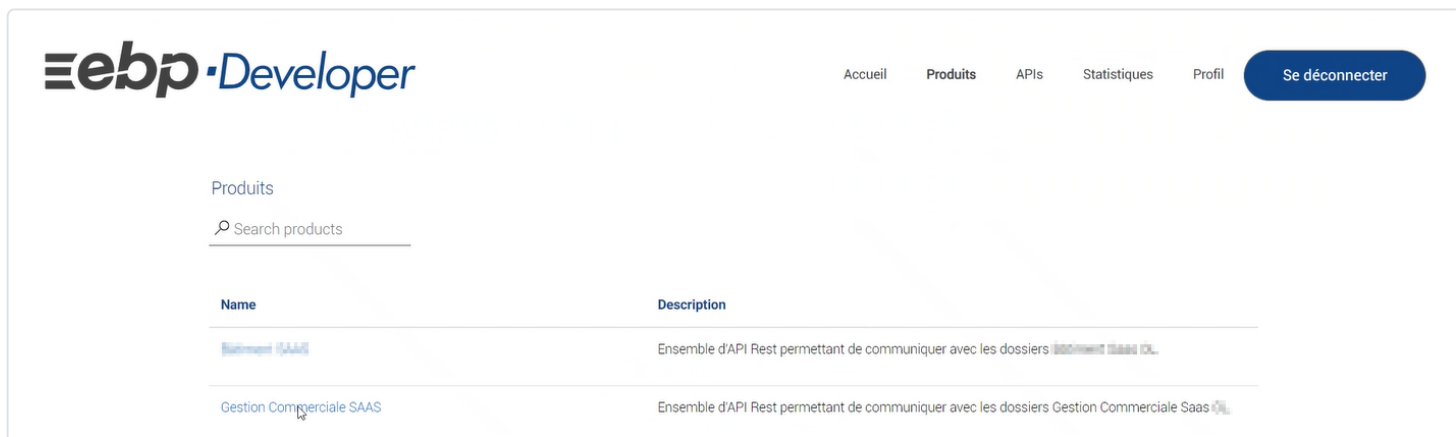 ebp Developer
Accueil Produits APIs Statistiques Profil Se déconnecter
Produits
Search products
Name Description
Ensemble d'API Rest permettant de communiquer avec les dossiers
Gestion Commerciale SAAS Ensemble d'API Rest permettant de communiquer avec les dossiers Gestion Commerciale Saas